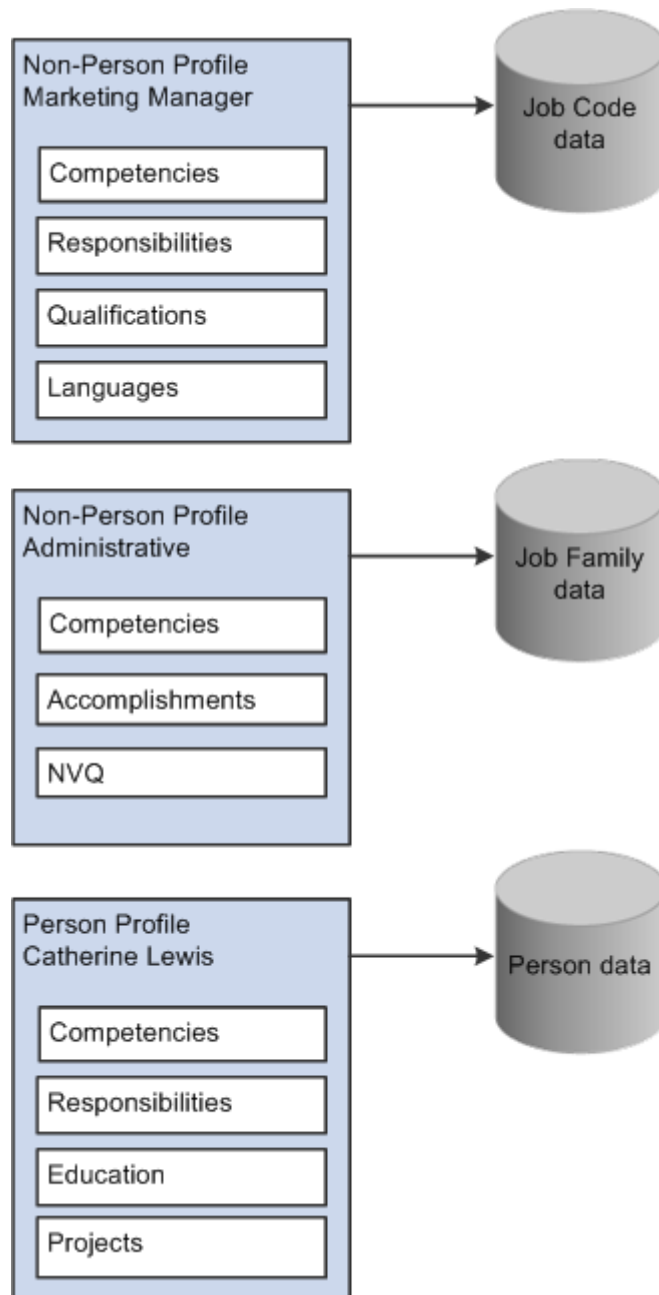 Non-Person Profile
Marketing Manager
Competencies
Responsibilities
Qualifications
Languages
Job Code
data
Non-Person Profile
Administrative
Competencies
Accomplishments
NVQ
Job Family
data
Person Profile
Catherine Lewis
Competencies
Responsibilities
Education
Projects
Person data